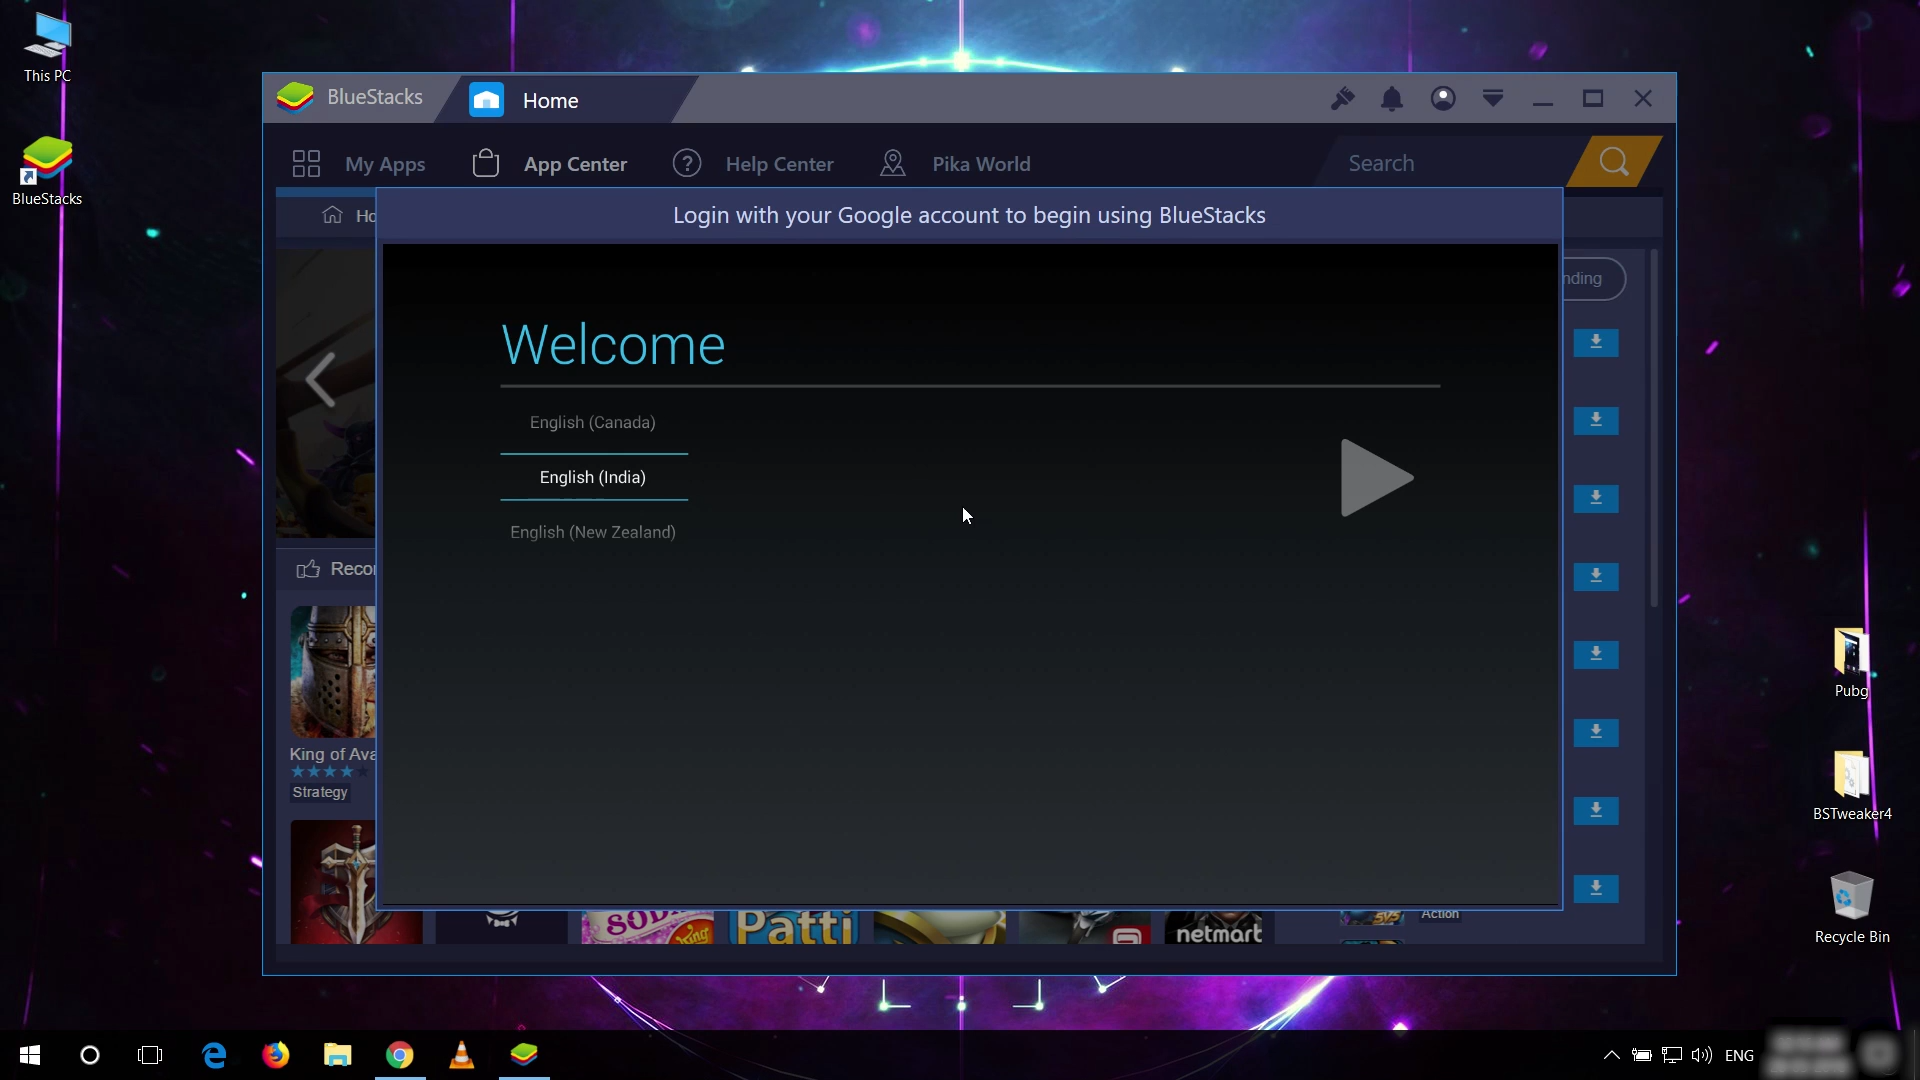 This PC
BlueStacks
BlueStacks
Home
My Apps
App Center
Help Center
Pika World
Search
Login with your Google account to begin using BlueStacks
Welcome
English (Canada)
English (India)
English (New Zealand)
King of Ava
Strategy
SOD
King
Patti
netmart
Action
Pubg
BSTweaker4
Recycle Bin
ENG